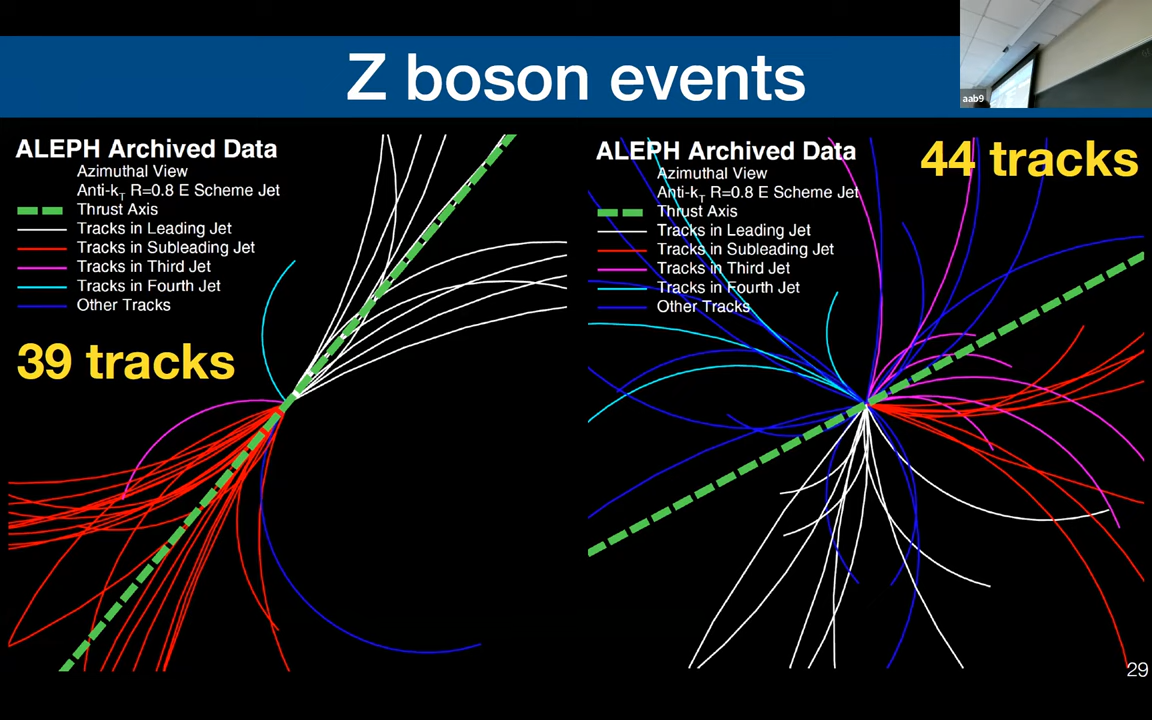 Z boson events
aab9
ALEPH Archived Data
Azimuthal View
Anti-kT R=0.8 E Scheme Jet
Thrust Axis
Tracks in Leading Jet
Tracks in Subleading Jet
Tracks in Third Jet
Tracks in Fourth Jet
Other Tracks
39 tracks
ALEPH Archived Data
Azimuthal View
Anti-kT R=0.8 E Scheme Jet
Thrust Axis
Tracks in Leading Jet
Tracks in Subleading Jet
Tracks in Third Jet
Tracks in Fourth Jet
Other Tracks
44 tracks
29